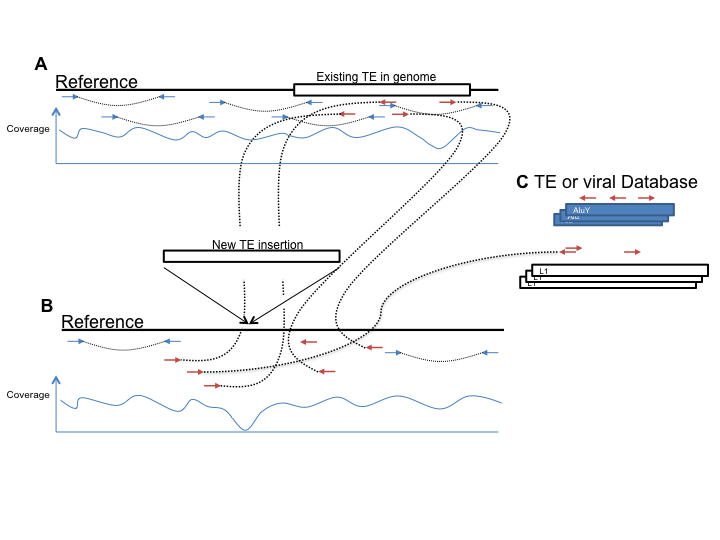 A
Reference
Existing TE in genome
Coverage
C TE or viral Database
AluY
New TE insertion
L1
B
Reference
Coverage